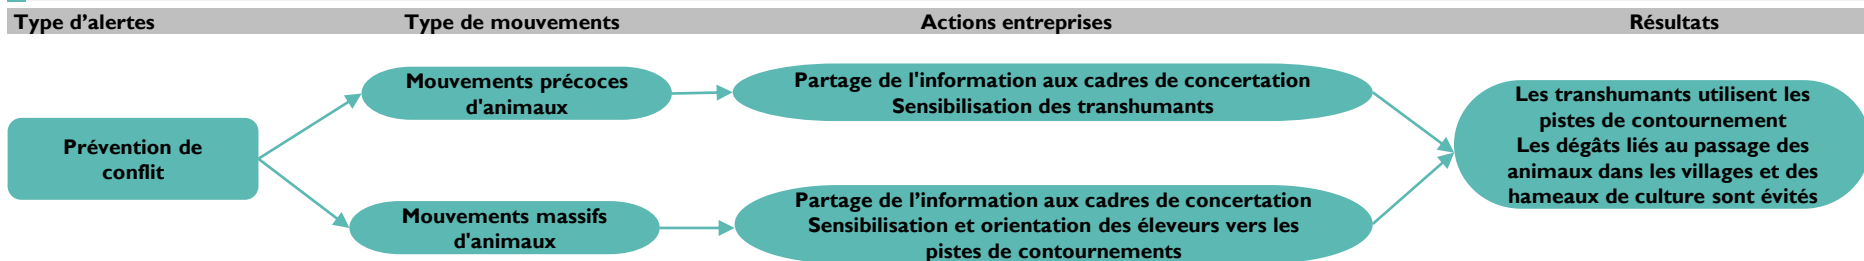 Type d’alertes
Type de mouvements
Actions entreprises
Résultats
Prévention de
conflit
Mouvements précoces
d'animaux
Partage de l'information aux cadres de concertation
Sensibilisation des transhumants
Mouvements massifs
d'animaux
Partage de l’information aux cadres de concertation
Sensibilisation et orientation des éleveurs vers les
pistes de contournements
Les transhumants utilisent les
pistes de contournement
Les dégâts liés au passage des
animaux dans les villages et des
hameaux de culture sont évités